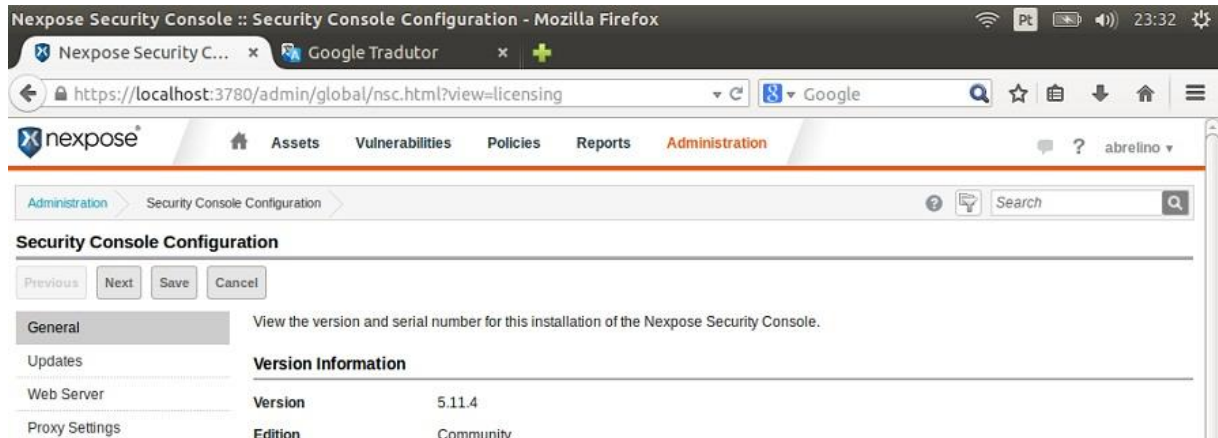 Nexpose Security Console :: Security Console Configuration - Mozilla Firefox Pt 23:32
Nexpose Security C... × Google Tradutor ×
https://localhost:3780/admin/global/nsc.html?view=licensing 8 Google
nexpose® Assets Vulnerabilities Policies Reports Administration ? abrelino
Administration Security Console Configuration ? Search
Security Console Configuration
Previous Next Save Cancel
General View the version and serial number for this installation of the Nexpose Security Console.
Updates Version Information
Web Server Version 5.11.4
Proxy Settings Edition Community